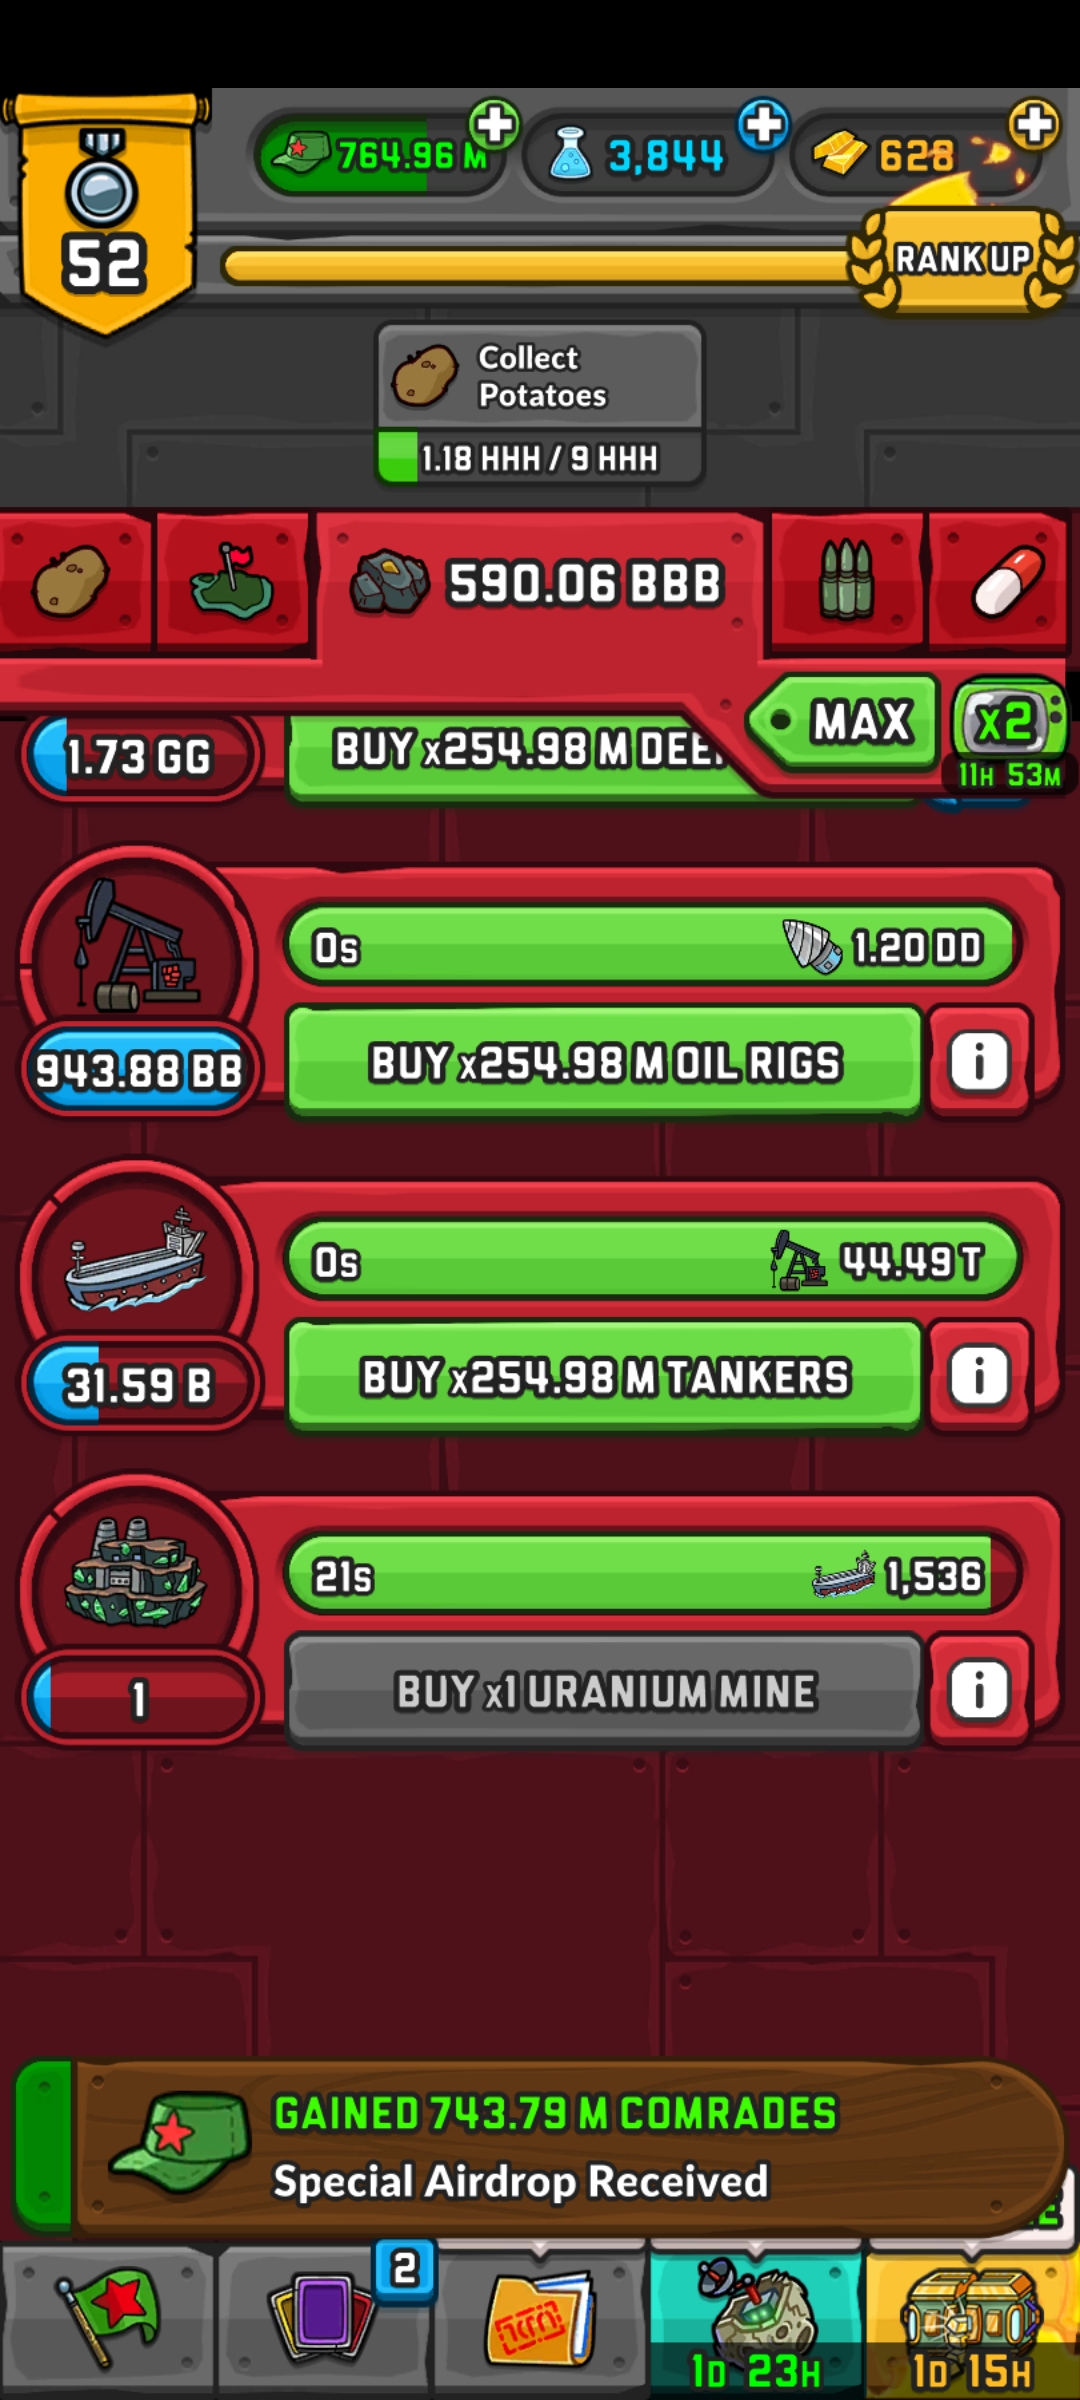 764.96 M
3,844
628
52
RANK UP
Collect
Potatoes
1.18 HHH / 9 HHH
590.06 BBB
MAX
x2
11H 53M
1.73 GG
BUY x254.98 M DEE
0s
1.20 DD
943.88 BB
BUY x254.98 M OIL RIGS
i
0s
44.49 T
31.59 B
BUY x254.98 M TANKERS
i
21s
1,536
1
BUY x1 URANIUM MINE
i
GAINED 743.79 M COMRADES
Special Airdrop Received
2
1D 23H
1D 15H